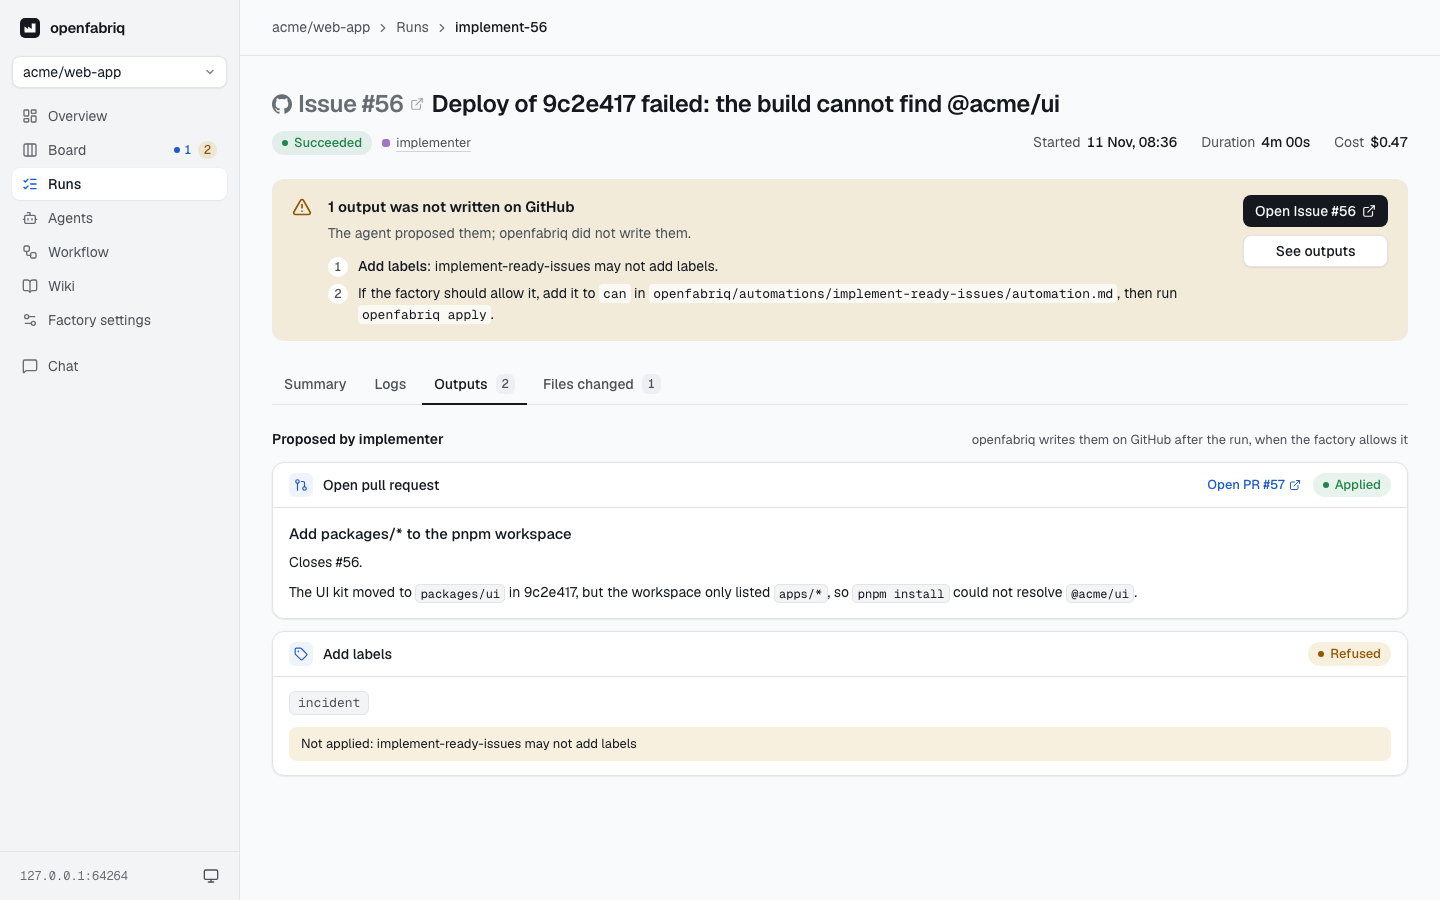 openfabriq
acme/web-app
Overview
Board 1 2
Runs
Agents
Workflow
Wiki
Factory settings
Chat
127.0.0.1:64264
acme/web-app > Runs > implement-56
Issue #56 Deploy of 9c2e417 failed: the build cannot find @acme/ui
Succeeded implementer Started 11 Nov, 08:36 Duration 4m 00s Cost $0.47
1 output was not written on GitHub
The agent proposed them; openfabriq did not write them.
1 Add labels: implement-ready-issues may not add labels.
2 If the factory should allow it, add it to can in openfabriq/automations/implement-ready-issues/automation.md, then run
openfabriq apply.
Open Issue #56
See outputs
Summary Logs Outputs 2 Files changed 1
Proposed by implementer openfabriq writes them on GitHub after the run, when the factory allows it
Open pull request Open PR #57 Applied
Add packages/* to the pnpm workspace
Closes #56.
The UI kit moved to packages/ui in 9c2e417, but the workspace only listed apps/*, so pnpm install could not resolve @acme/ui.
Add labels Refused
incident
Not applied: implement-ready-issues may not add labels